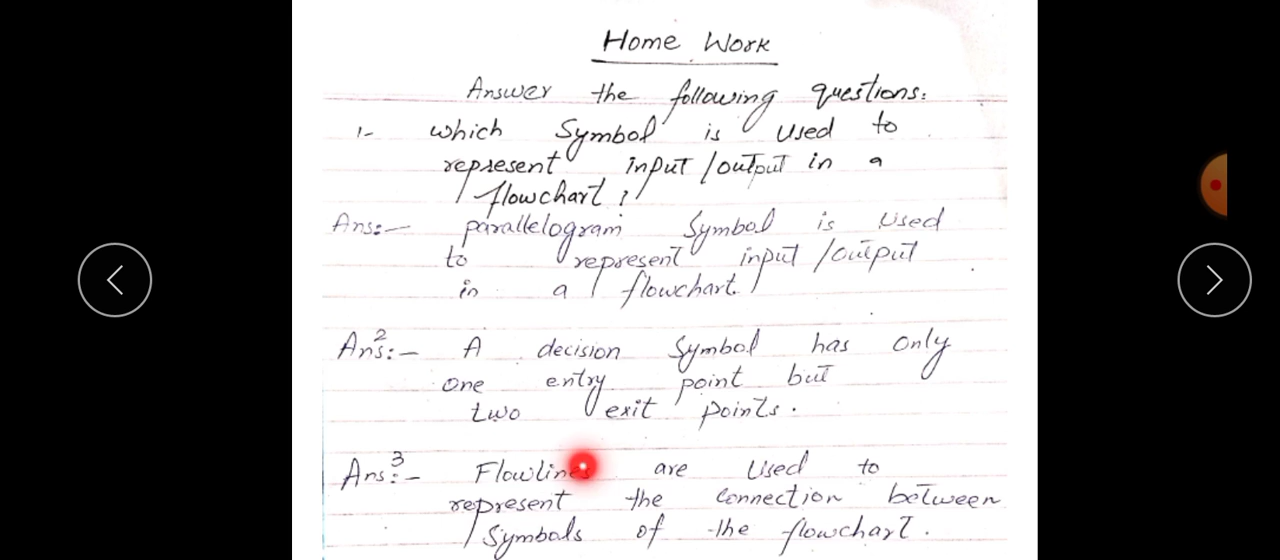 Home Work
Answer the following questions:
1- which Symbol is used to
represent input/output in a
flowchart?
Ans:- parallelogram Symbol is used
to represent input/output
in a flowchart.
Ans2:- A decision Symbol has only
one entry point but
two exit points.
Ans3:- Flowlines are used to
represent the connection between
Symbols of the flowchart.